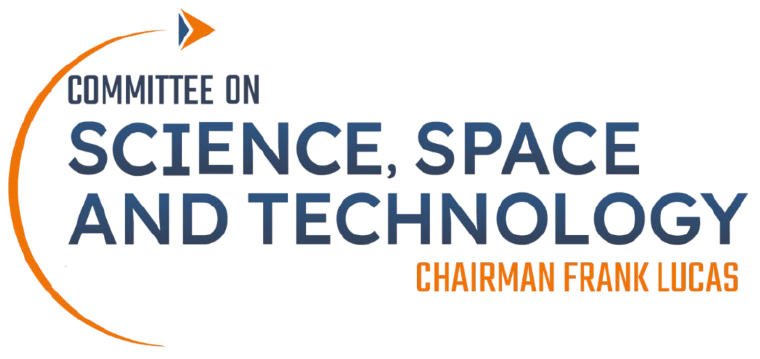 COMMITTEE ON
SCIENCE, SPACE
AND TECHNOLOGY
CHAIRMAN FRANK LUCAS